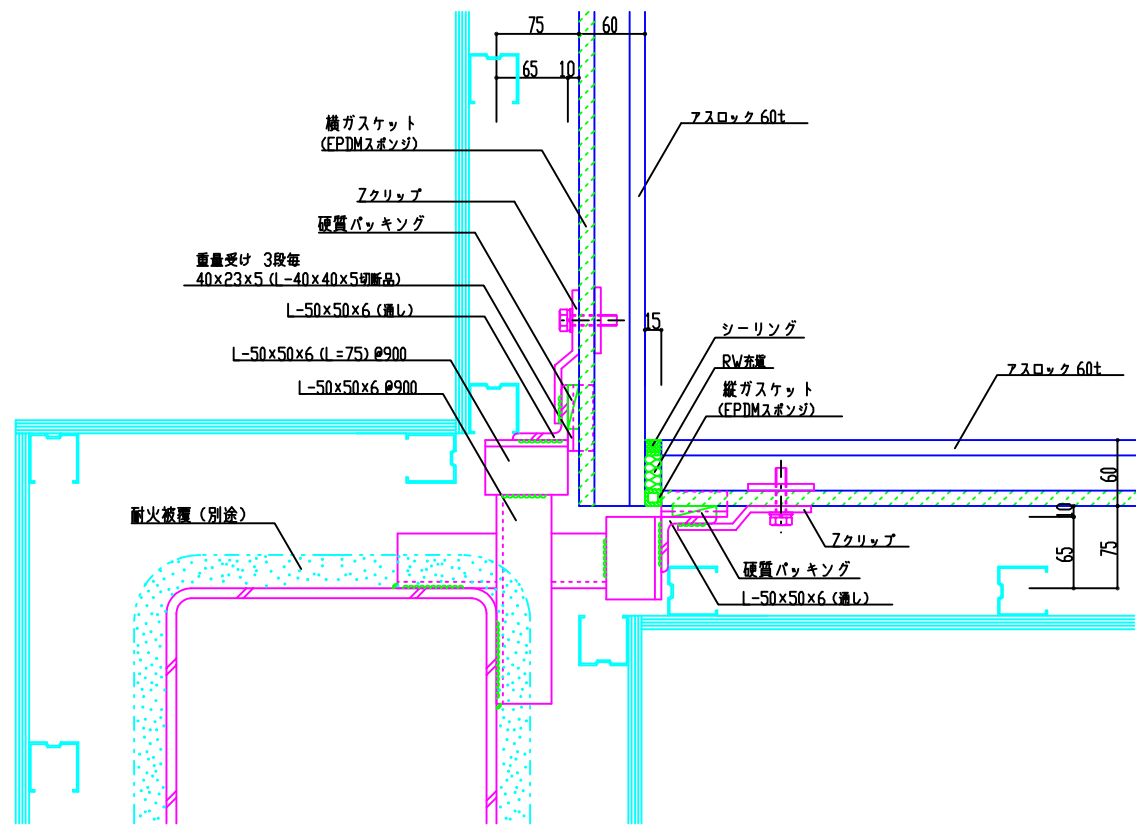 75
60
65
10
横ガスケット
(EPDMスポンジ)
アスロック 60t
Zクリップ
硬質パッキング
重量受け 3段毎
40×23×5 (L-40×40×5切断品)
L-50×50×6 (通し)
15
シーリング
L-50×50×6 (L=75) @900
RW充塡
アスロック 60t
L-50×50×6 @900
縦ガスケット
(EPDMスポンジ)
60
10
耐火被覆 (別途)
Zクリップ
65
75
硬質パッキング
L-50×50×6 (通し)